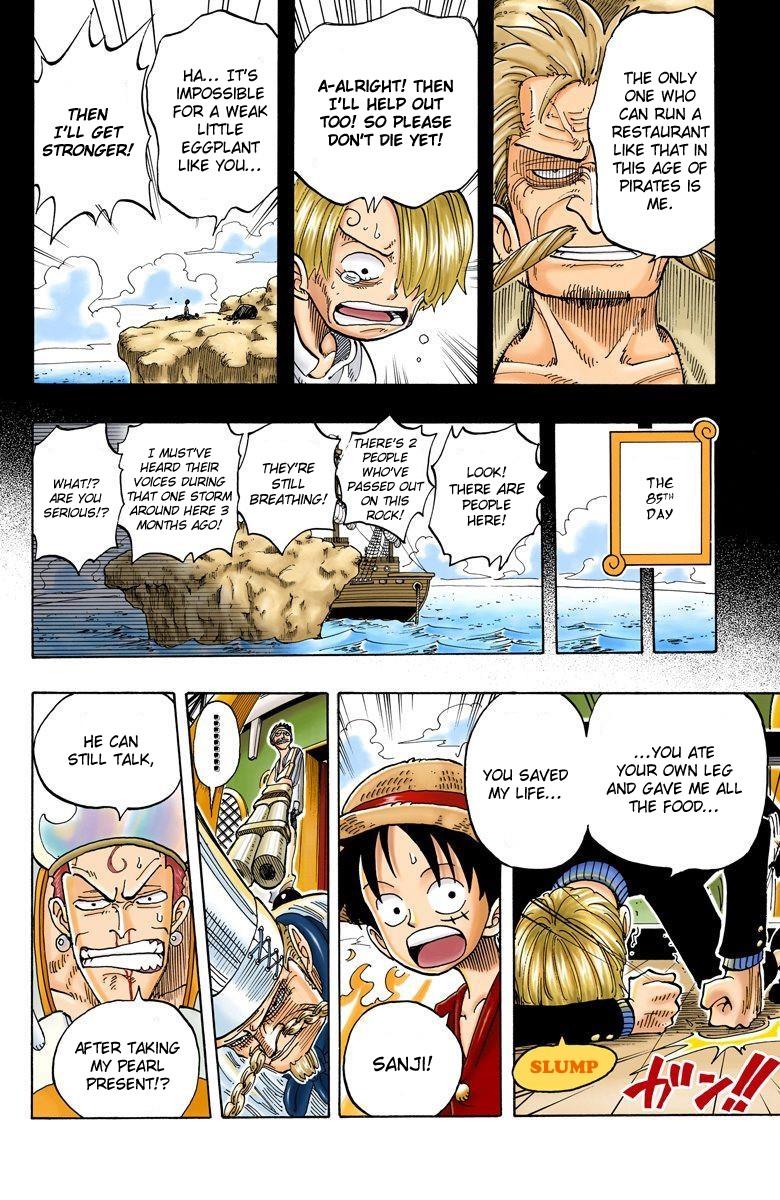 THE ONLY
ONE WHO
CAN RUN A
RESTAURANT
LIKE THAT IN
THIS AGE OF
PIRATES IS
ME.
A-ALRIGHT! THEN
I'LL HELP OUT
TOO! SO PLEASE
DON'T DIE YET!
HA... IT'S
IMPOSSIBLE
FOR A WEAK
LITTLE
EGGPLANT
LIKE YOU...
THEN
I'LL GET
STRONGER!
THE
85TH
DAY
LOOK!
THERE ARE
PEOPLE
HERE!
THERE'S 2
PEOPLE
WHO'VE
PASSED OUT
ON THIS
ROCK!
THEY'RE
STILL
BREATHING!
I MUST'VE
HEARD THEIR
VOICES DURING
THAT ONE STORM
AROUND HERE 3
MONTHS AGO!
WHAT!?
ARE YOU
SERIOUS!?
...YOU ATE
YOUR OWN LEG
AND GAVE ME ALL
THE FOOD...
YOU SAVED
MY LIFE...
SLUMP
ガン!!
SANJI!
.........
HE CAN
STILL TALK,
AFTER TAKING
MY PEARL
PRESENT!?